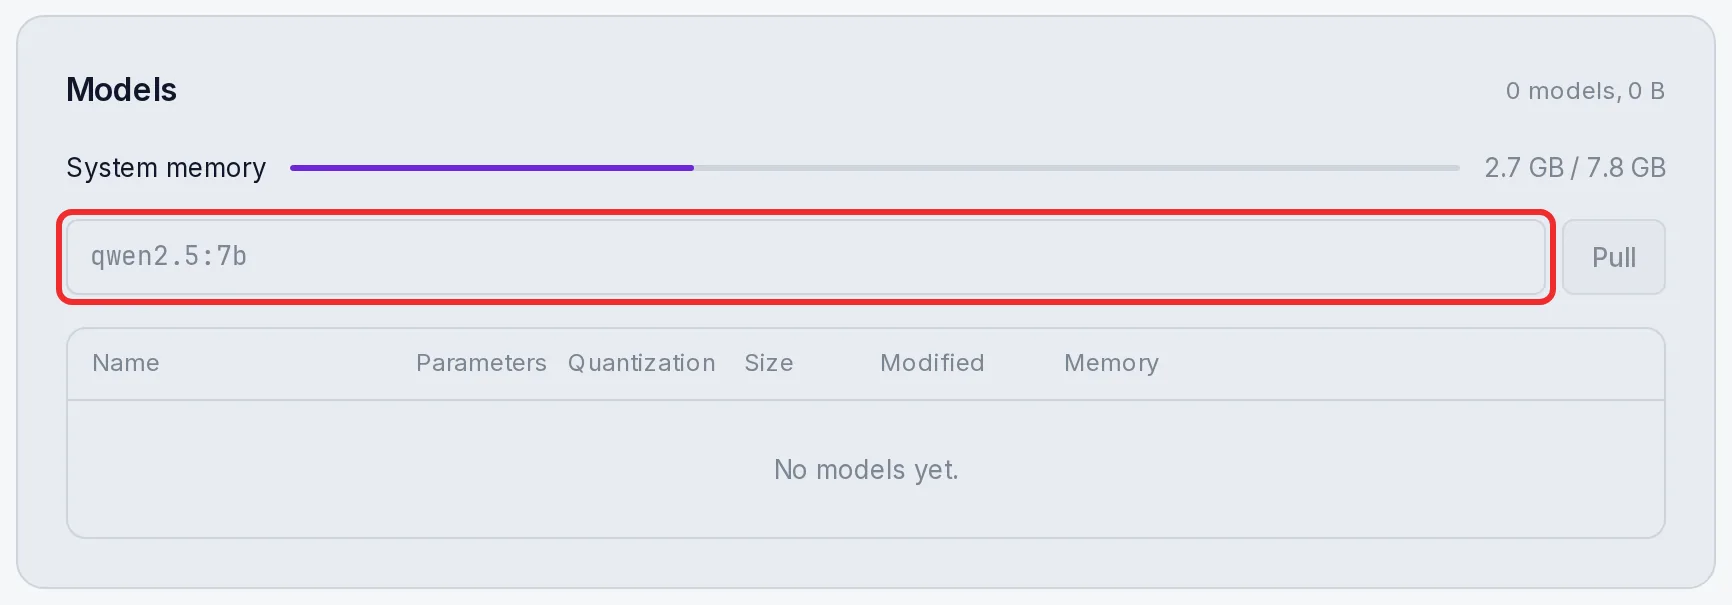 Models
0 models, 0 B
System memory
2.7 GB / 7.8 GB
qwen2.5:7b
Pull
Name Parameters Quantization Size Modified Memory
No models yet.